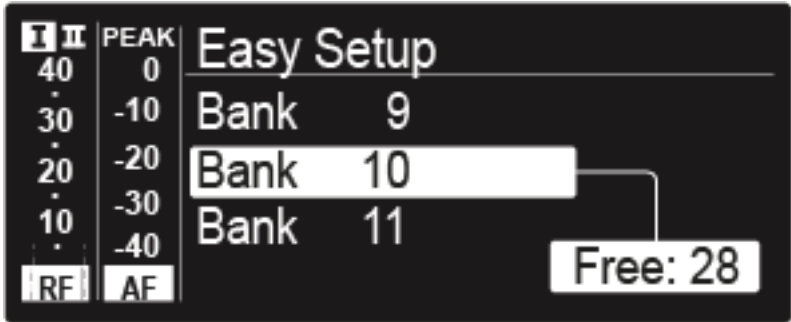 I II
40
30
20
10
RF
PEAK
0
-10
-20
-30
-40
AF
Easy Setup
Bank 9
Bank 10
Bank 11
Free: 28